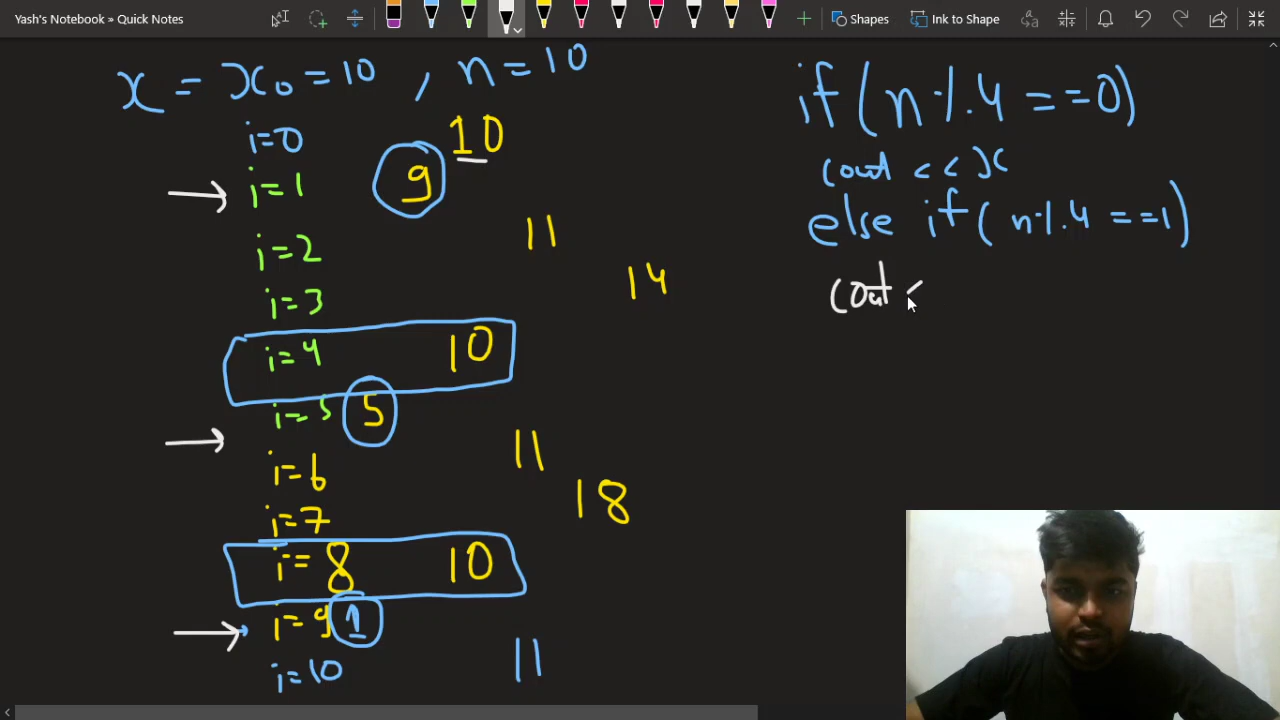 Yash's Notebook » Quick Notes
Shapes
Ink to Shape
x = x0 = 10 , n = 10
i=0 10
i=1 9
i=2 11
i=3 14
i=4 10
i=5 5
i=6 11
i=7 18
i=8 10
i=9 1
i=10 11
if(n%4 ==0)
cout << x
else if(n%4 ==1)
cout <